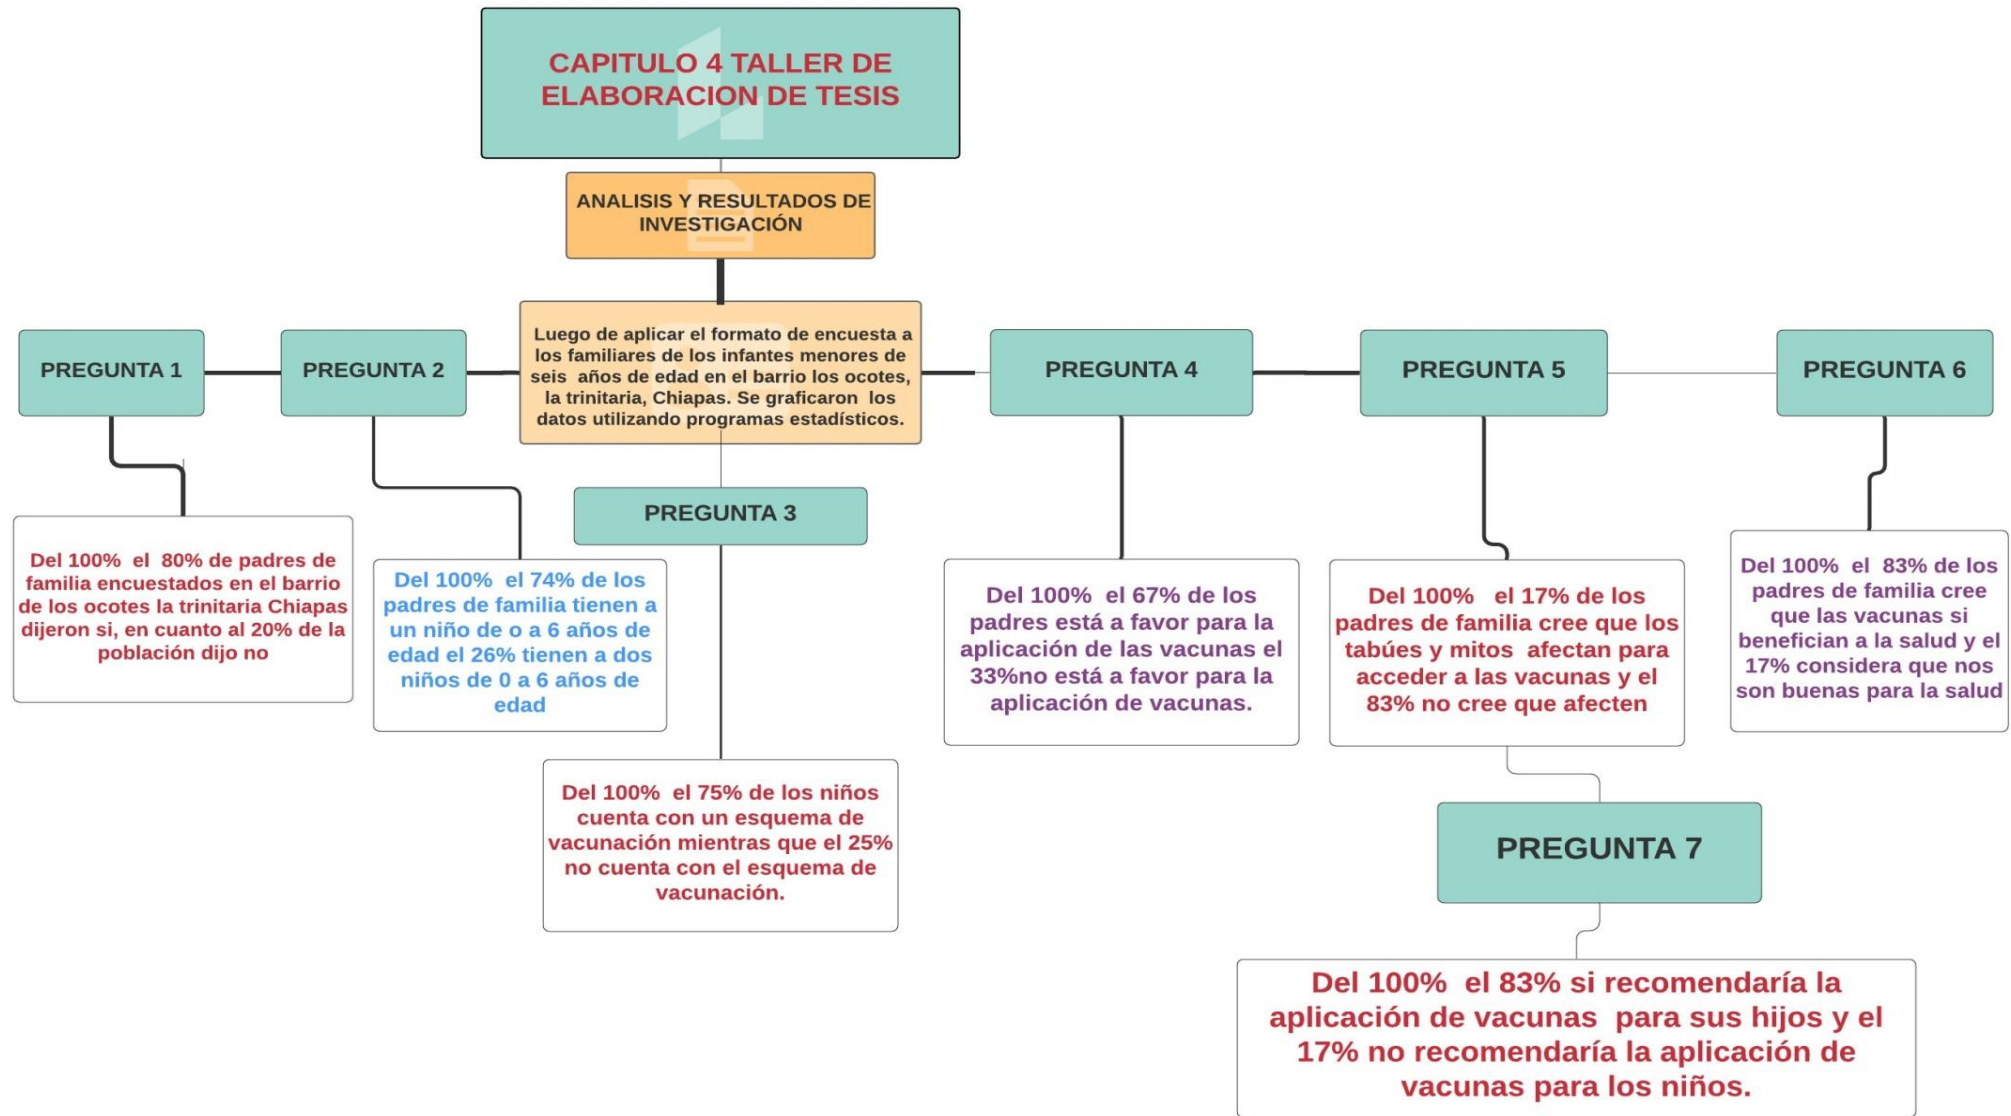 CAPITULO 4 TALLER DE
ELABORACION DE TESIS
ANALISIS Y RESULTADOS DE
INVESTIGACIÓN
Luego de aplicar el formato de encuesta a
los familiares de los infantes menores de
seis años de edad en el barrio los ocotes,
la trinitaria, Chiapas. Se graficaron los
datos utilizando programas estadísticos.
PREGUNTA 1
Del 100% el 80% de padres de
familia encuestados en el barrio
de los ocotes la trinitaria Chiapas
dijeron si, en cuanto al 20% de la
población dijo no
PREGUNTA 2
Del 100% el 74% de los
padres de familia tienen a
un niño de o a 6 años de
edad el 26% tienen a dos
niños de 0 a 6 años de
edad
PREGUNTA 3
Del 100% el 75% de los niños
cuenta con un esquema de
vacunación mientras que el 25%
no cuenta con el esquema de
vacunación.
PREGUNTA 4
Del 100% el 67% de los
padres está a favor para la
aplicación de las vacunas el
33%no está a favor para la
aplicación de vacunas.
PREGUNTA 5
Del 100% el 17% de los
padres de familia cree que los
tabúes y mitos afectan para
acceder a las vacunas y el
83% no cree que afecten
PREGUNTA 6
Del 100% el 83% de los
padres de familia cree
que las vacunas si
benefician a la salud y el
17% considera que nos
son buenas para la salud
PREGUNTA 7
Del 100% el 83% si recomendaría la
aplicación de vacunas para sus hijos y el
17% no recomendaría la aplicación de
vacunas para los niños.